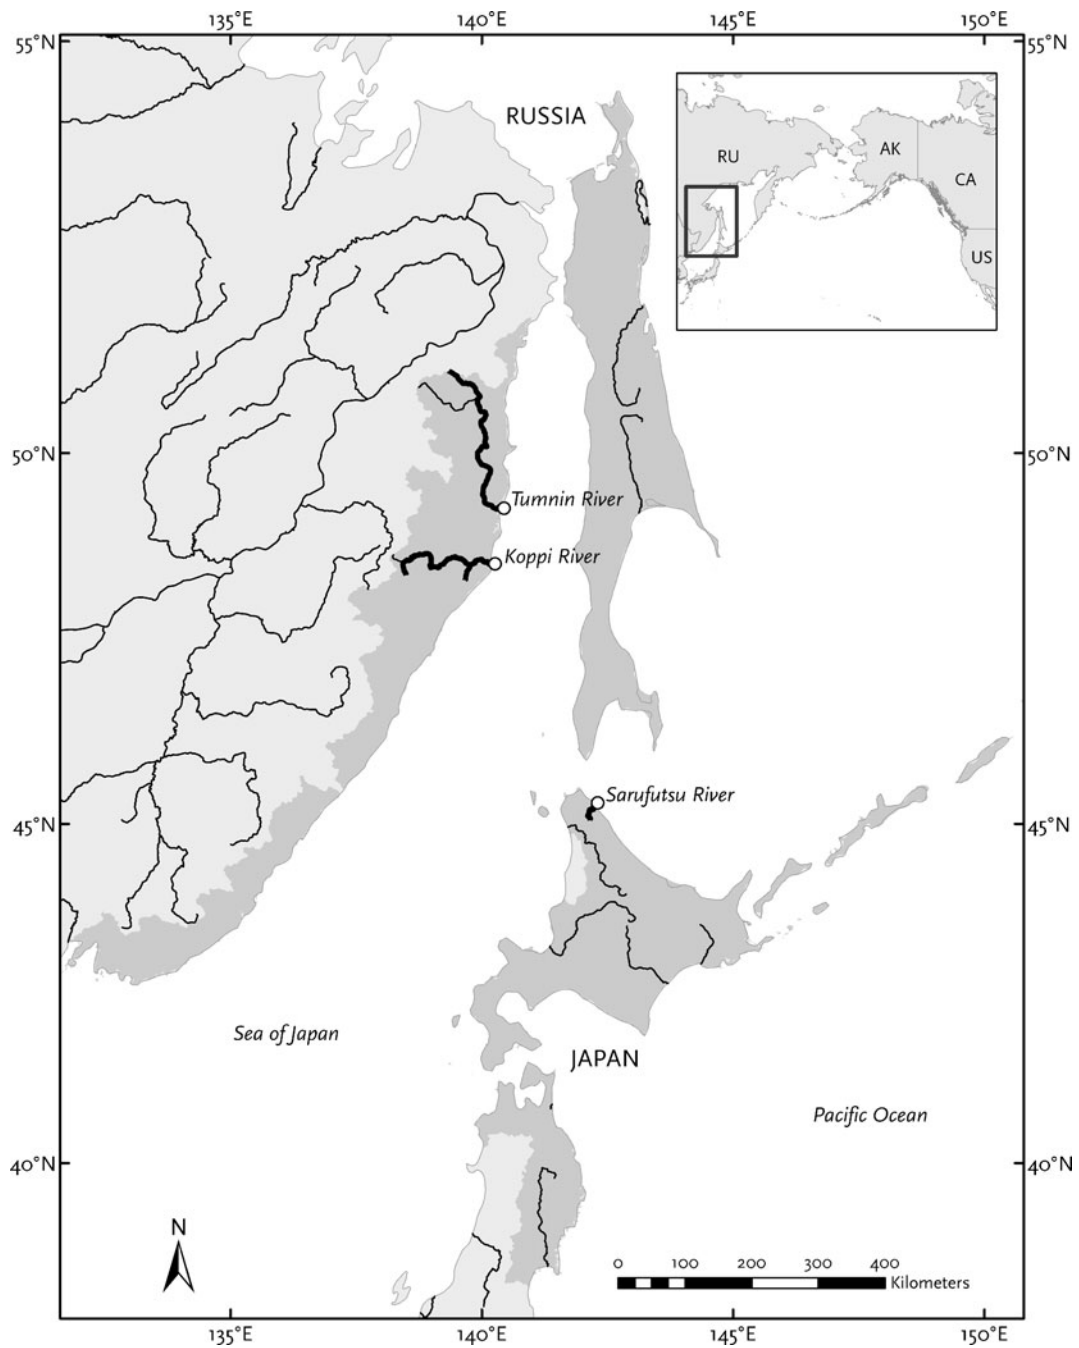 135°E 140°E 145°E 150°E
55°N 55°N
RUSSIA
RU AK CA US
50°N 50°N
Tumnin River
Koppi River
Sarufutsu River
45°N 45°N
Sea of Japan
JAPAN
Pacific Ocean
40°N 40°N
N
0 100 200 300 400
Kilometers
135°E 140°E 145°E 150°E